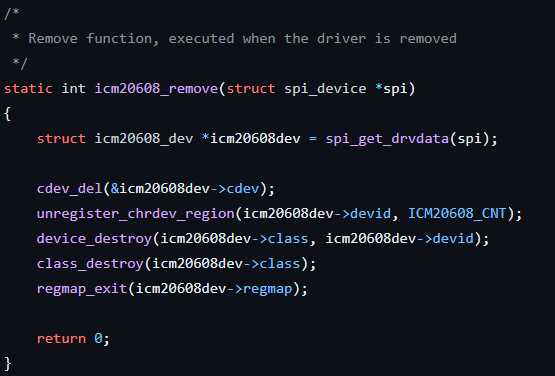 /*
 * Remove function, executed when the driver is removed
 */
static int icm20608_remove(struct spi_device *spi)
{
    struct icm20608_dev *icm20608dev = spi_get_drvdata(spi);

    cdev_del(&icm20608dev->cdev);
    unregister_chrdev_region(icm20608dev->devid, ICM20608_CNT);
    device_destroy(icm20608dev->class, icm20608dev->devid);
    class_destroy(icm20608dev->class);
    regmap_exit(icm20608dev->regmap);

    return 0;
}